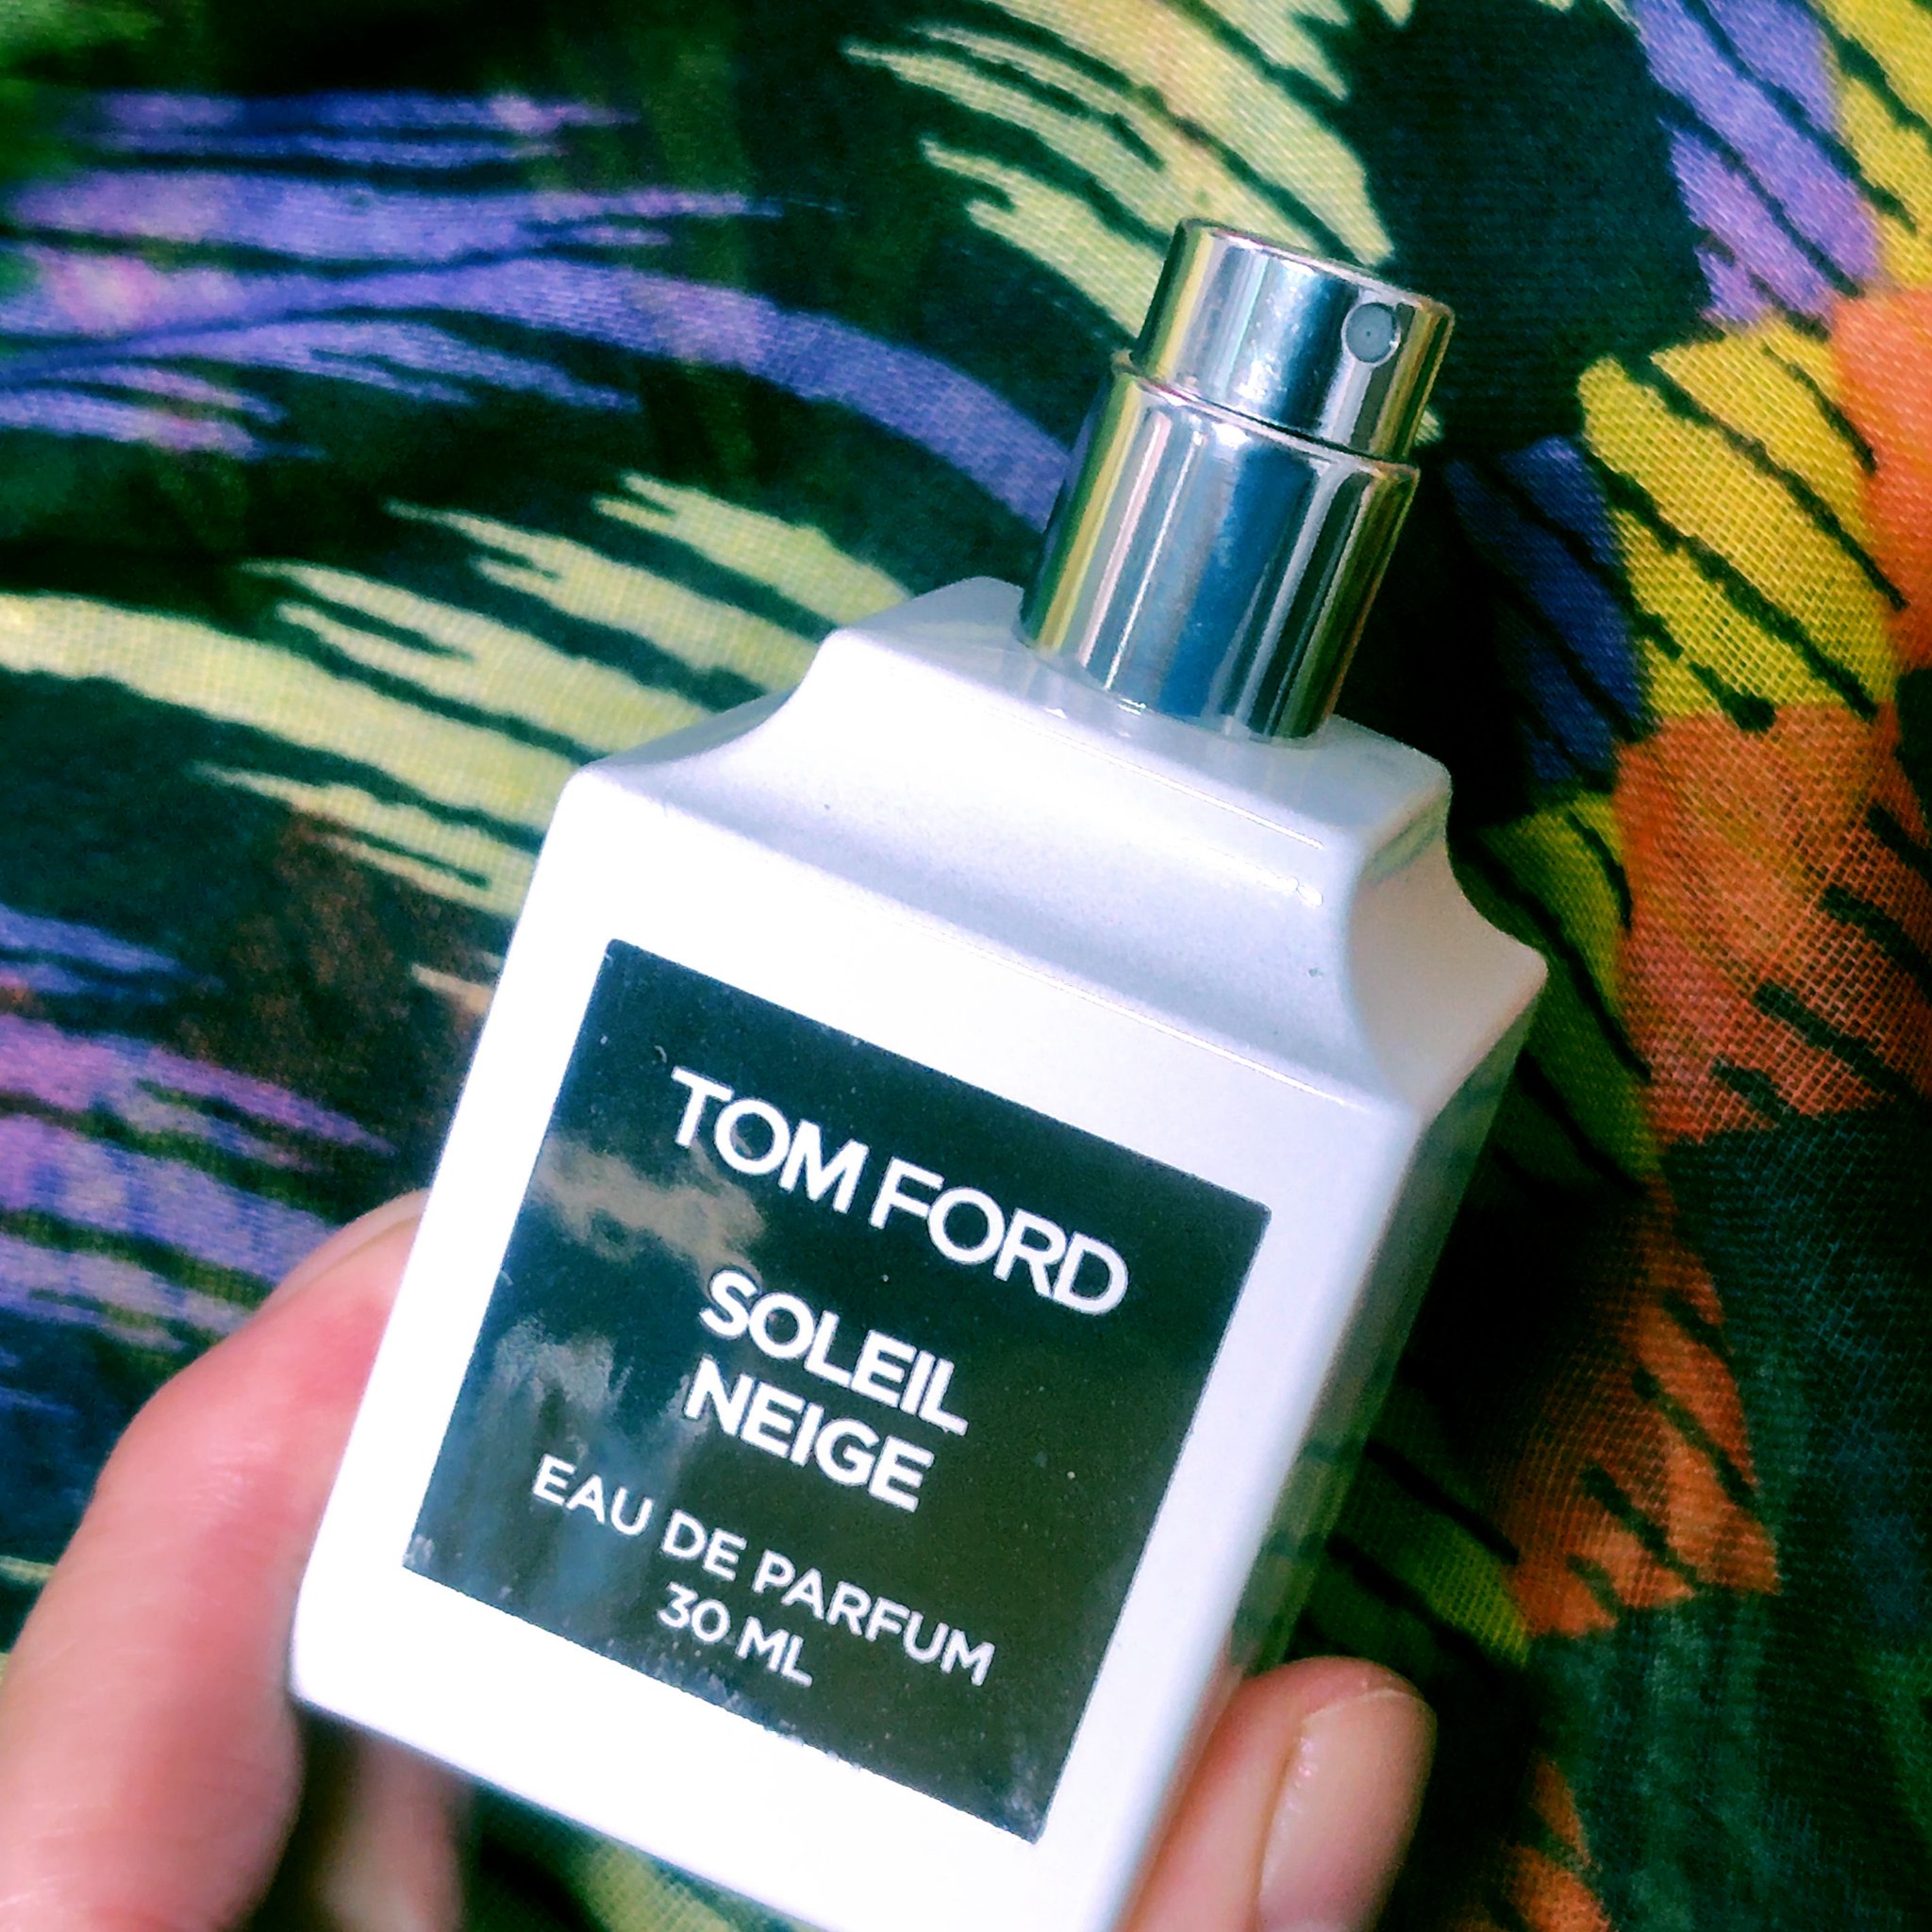 TOM FORD
SOLEIL
NEIGE
EAU DE PARFUM
30 ML